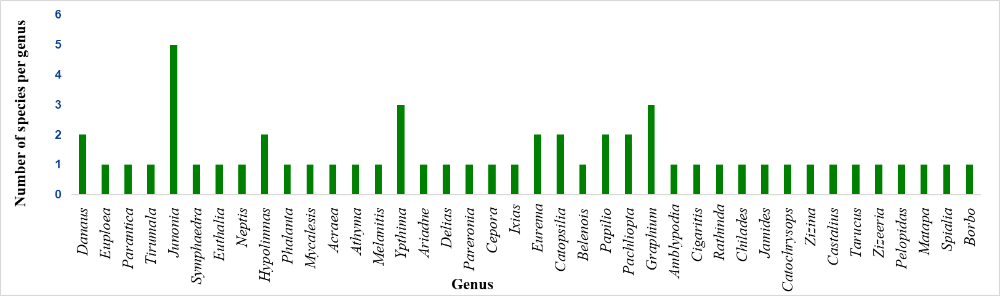 Number of species per genus
6
5
4
3
2
1
0
Danaus
Euploea
Parantica
Tirumala
Junonia
Symphaedra
Euthalia
Neptis
Hypolimnas
Phalanta
Mycalesis
Acraea
Athyma
Melanitis
Ypthima
Ariadne
Delias
Pareronia
Cepora
Ixias
Eurema
Catopsilia
Belenois
Papilio
Pachliopta
Graphium
Amblypodia
Cigaritis
Rathinda
Chilades
Jamides
Catochrysops
Zizina
Castalius
Tarucus
Zizeeria
Pelopidas
Matapa
Spialia
Borbo
Genus